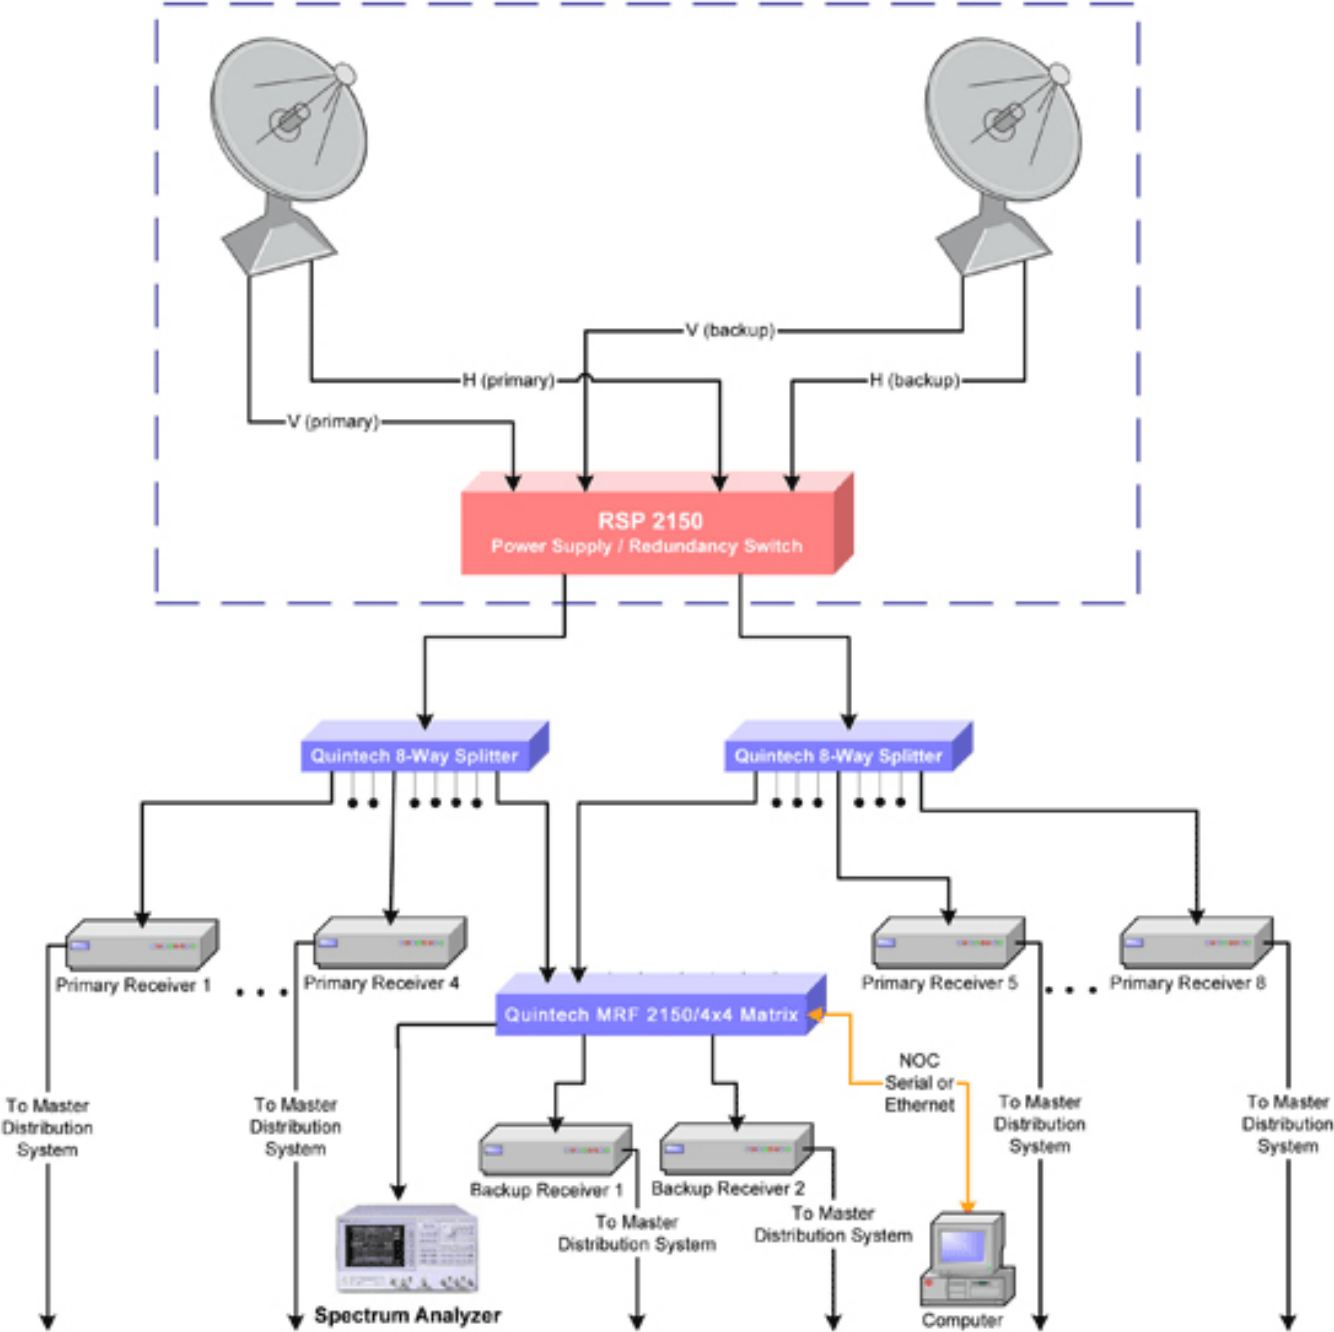 V (backup)
H (primary)
H (backup)
V (primary)
RSP 2150
Power Supply / Redundancy Switch
Quintech 8-Way Splitter
Quintech 8-Way Splitter
Primary Receiver 1
Primary Receiver 4
Primary Receiver 5
Primary Receiver 8
Quintech MRF 2150/4x4 Matrix
NOC
Serial or
Ethernet
To Master
Distribution
System
To Master
Distribution
System
To Master
Distribution
System
To Master
Distribution
System
Backup Receiver 1
Backup Receiver 2
To Master
Distribution System
To Master
Distribution System
Spectrum Analyzer
Computer